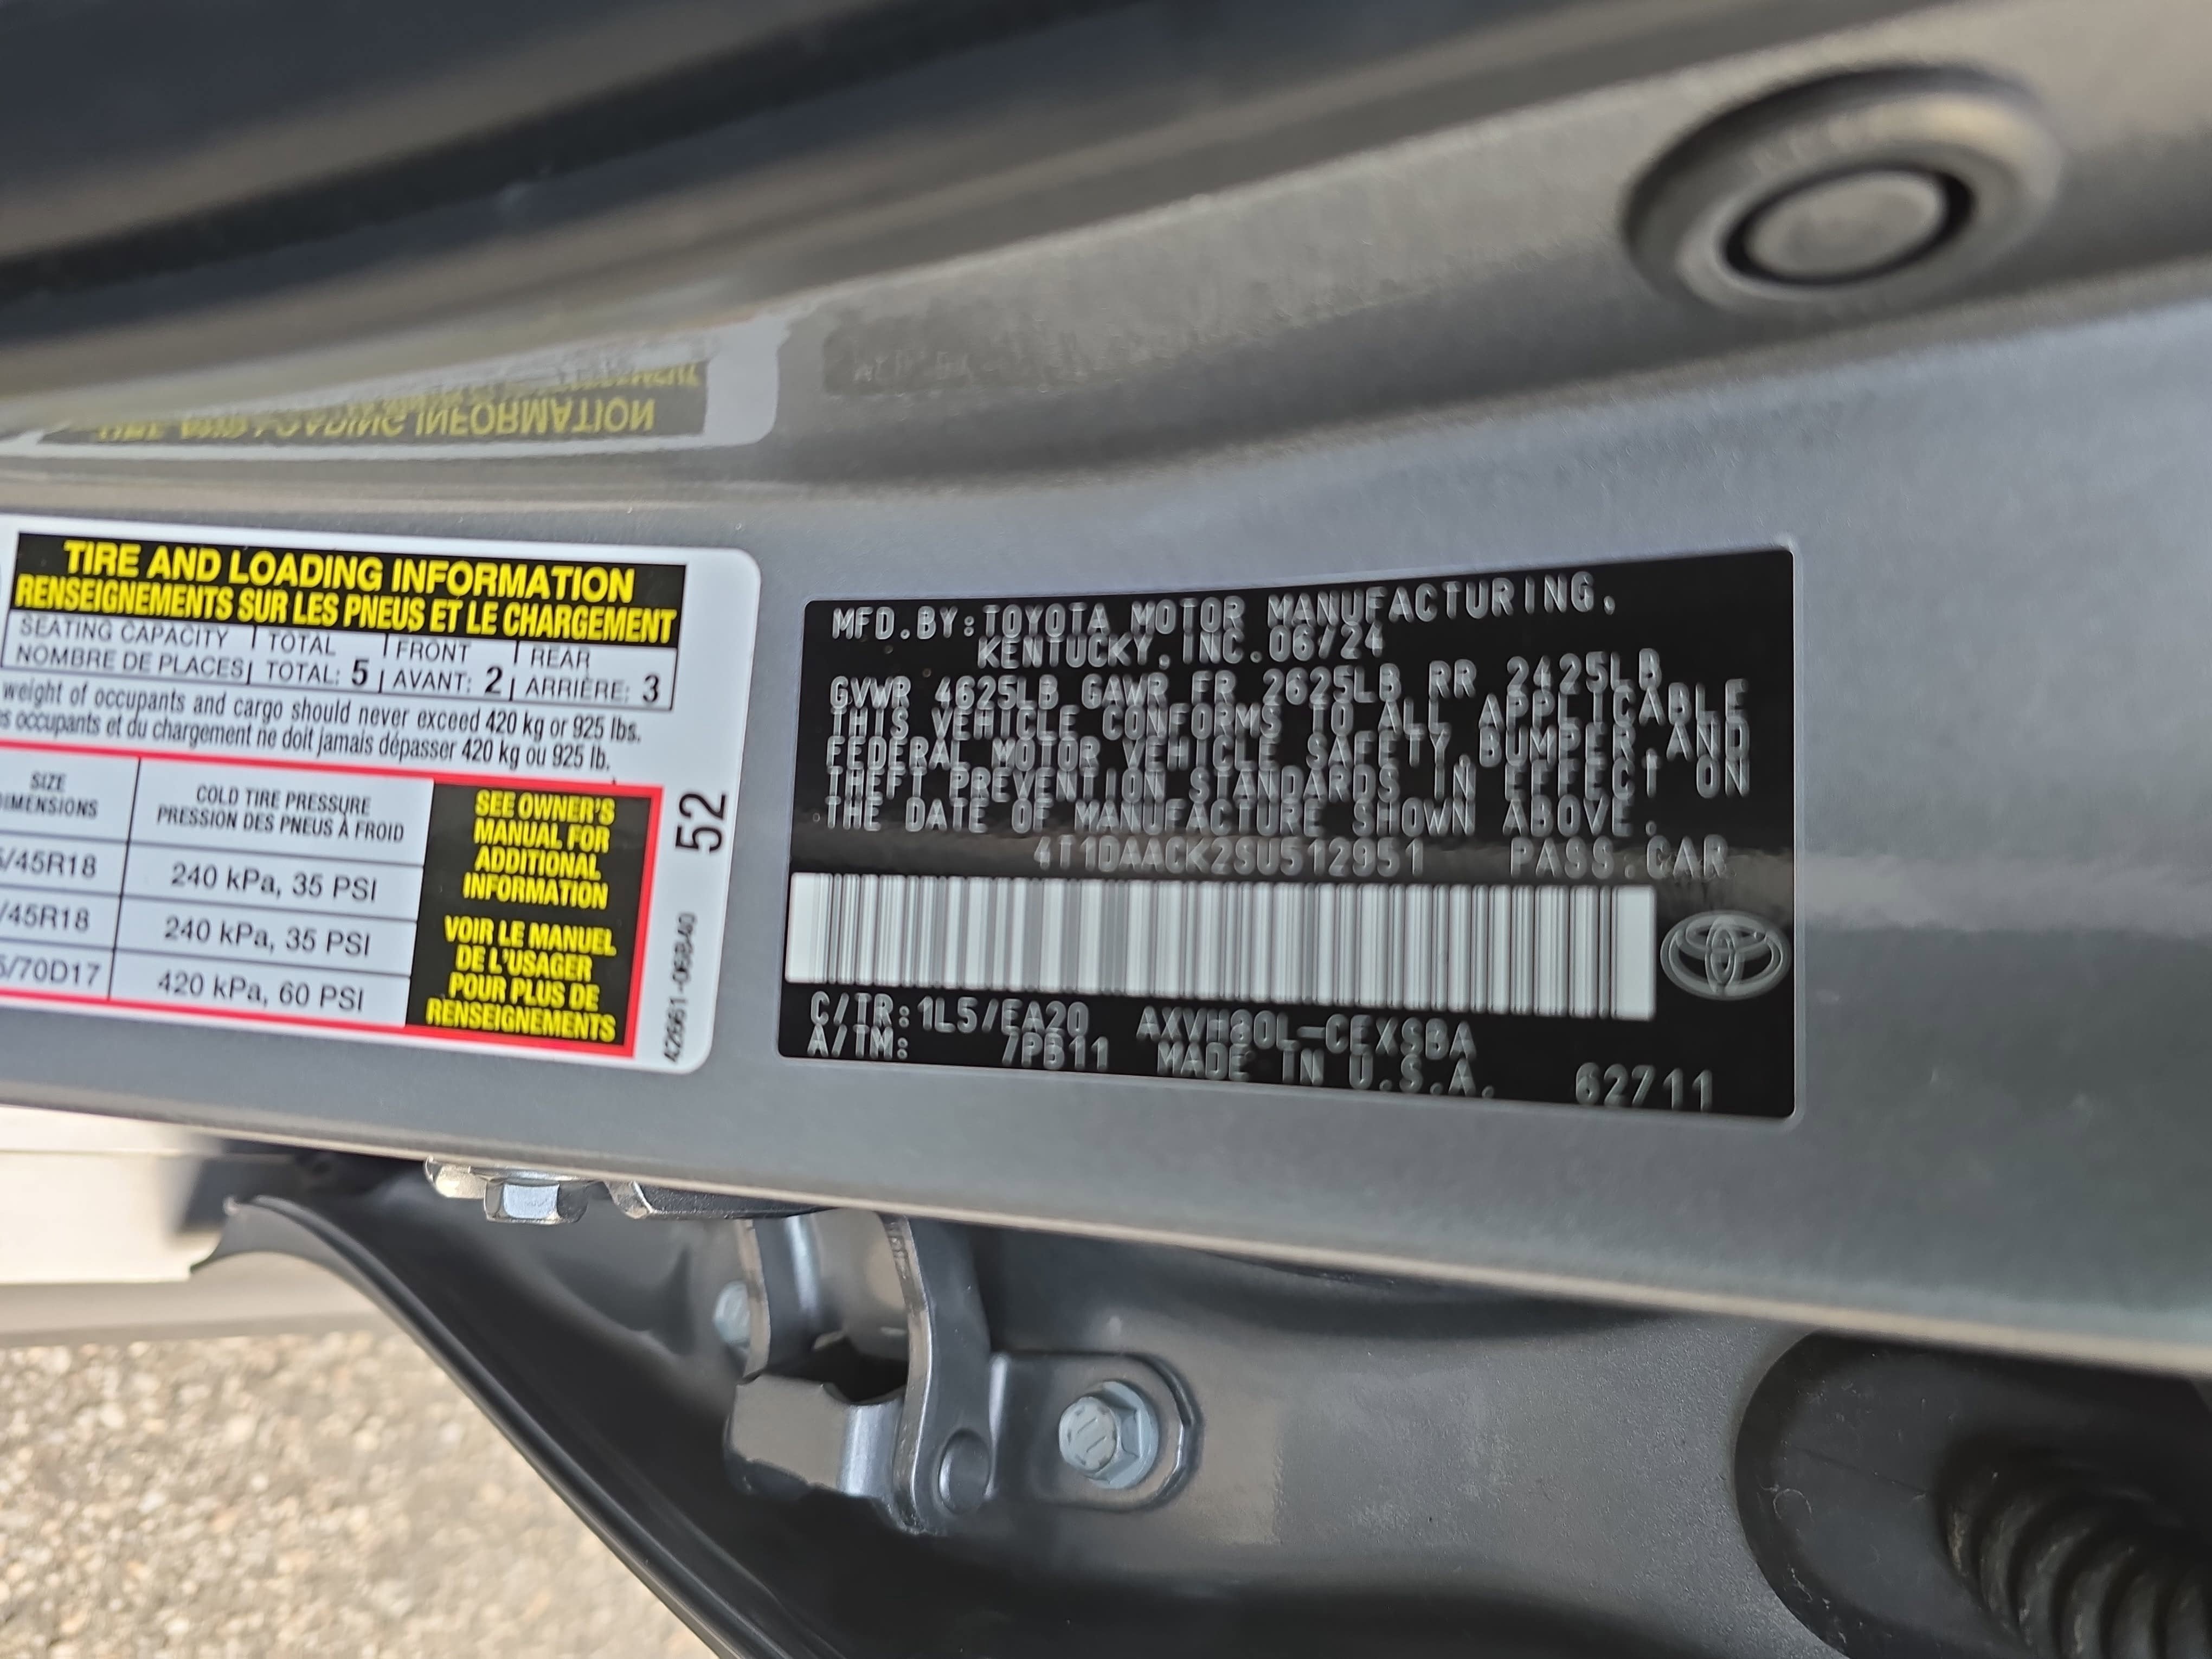 TIRE AND LOADING INFORMATION
RENSEIGNEMENTS SUR LES PNEUS ET LE CHARGEMENT
SEATING CAPACITY TOTAL FRONT REAR
NOMBRE DE PLACES TOTAL: 5 AVANT: 2 ARRIÈRE: 3
weight of occupants and cargo should never exceed 420 kg or 925 lbs.
occupants et du chargement ne doit jamais dépasser 420 kg ou 925 lb.
SIZE
DIMENSIONS
COLD TIRE PRESSURE
PRESSION DES PNEUS À FROID
/45R18 240 kPa, 35 PSI
/45R18 240 kPa, 35 PSI
5/70D17 420 kPa, 60 PSI
SEE OWNER'S
MANUAL FOR
ADDITIONAL
INFORMATION
VOIR LE MANUEL
DE L'USAGER
POUR PLUS DE
RENSEIGNEMENTS
52
42661-06B40
MFD.BY:TOYOTA MOTOR MANUFACTURING,
KENTUCKY,INC.06/24
GVWR 4625LB GAWR FR 2625LB RR 2425LB
THIS VEHICLE CONFORMS TO ALL APPLICABLE
FEDERAL MOTOR VEHICLE SAFETY,BUMPER,AND
THEFT PREVENTION STANDARDS IN EFFECT ON
THE DATE OF MANUFACTURE SHOWN ABOVE.
4T1DAACK2SU512951 PASS.CAR
C/TR:1L5/EA20 AXVH80L-CEXSBA
A/TM: 7PB11 MADE IN U.S.A. 62711